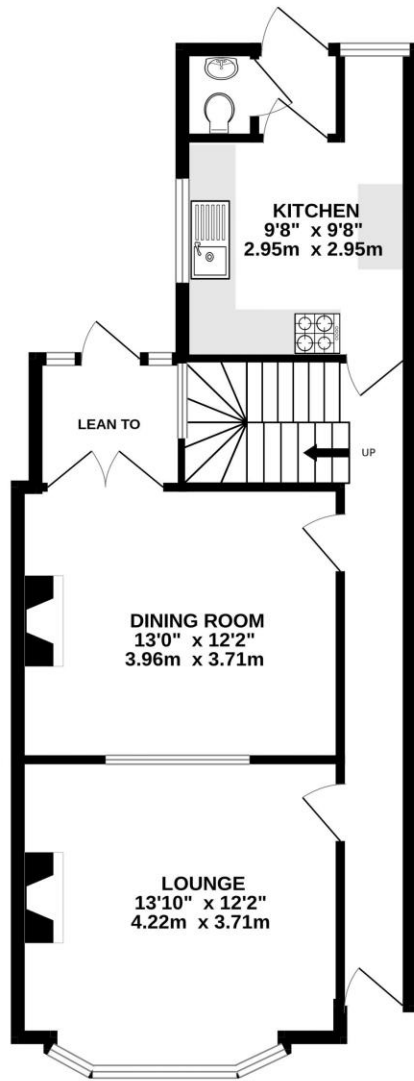 KITCHEN
9'8" x 9'8"
2.95m x 2.95m
LEAN TO
UP
DINING ROOM
13'0" x 12'2"
3.96m x 3.71m
LOUNGE
13'10" x 12'2"
4.22m x 3.71m